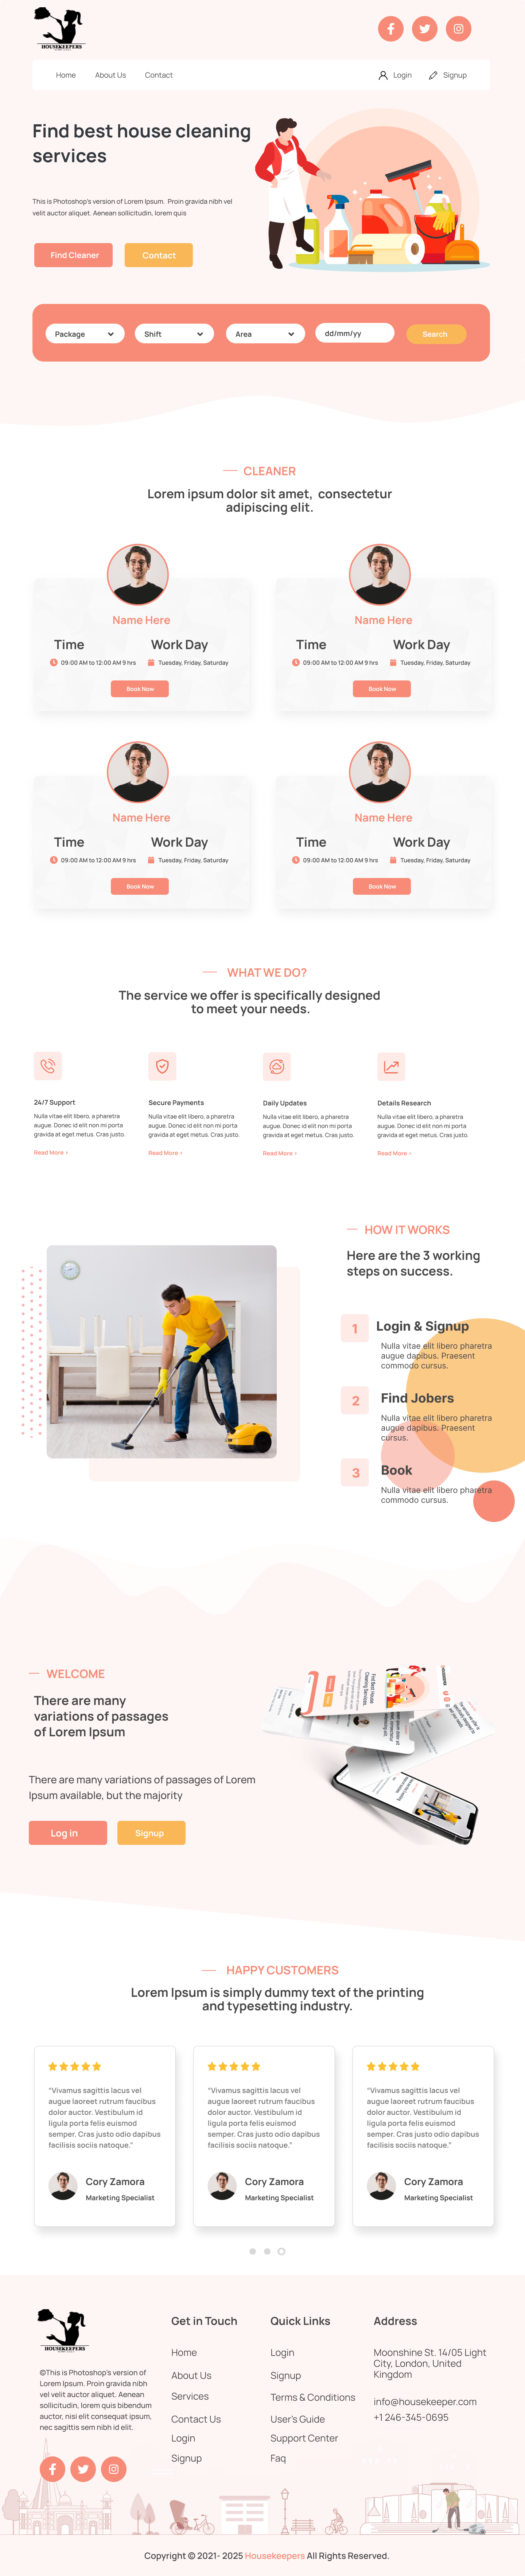 HOUSEKEEPERS
Home About Us Contact Login Signup
Find best house cleaning
services
This is Photoshop's version of Lorem Ipsum. Proin gravida nibh vel
velit auctor aliquet. Aenean sollicitudin, lorem quis
Find Cleaner Contact
Package Shift Area dd/mm/yy Search
CLEANER
Lorem ipsum dolor sit amet, consectetur
adipiscing elit.
Name Here
Time Work Day
09:00 AM to 12:00 AM 9 hrs Tuesday, Friday, Saturday
Book Now
Name Here
Time Work Day
09:00 AM to 12:00 AM 9 hrs Tuesday, Friday, Saturday
Book Now
Name Here
Time Work Day
09:00 AM to 12:00 AM 9 hrs Tuesday, Friday, Saturday
Book Now
Name Here
Time Work Day
09:00 AM to 12:00 AM 9 hrs Tuesday, Friday, Saturday
Book Now
WHAT WE DO?
The service we offer is specifically designed
to meet your needs.
24/7 Support
Nulla vitae elit libero, a pharetra
augue. Donec id elit non mi porta
gravida at eget metus. Cras justo.
Read More >
Secure Payments
Nulla vitae elit libero, a pharetra
augue. Donec id elit non mi porta
gravida at eget metus. Cras justo.
Read More >
Daily Updates
Nulla vitae elit libero, a pharetra
augue. Donec id elit non mi porta
gravida at eget metus. Cras justo.
Read More >
Details Research
Nulla vitae elit libero, a pharetra
augue. Donec id elit non mi porta
gravida at eget metus. Cras justo.
Read More >
HOW IT WORKS
Here are the 3 working
steps on success.
1 Login & Signup
Nulla vitae elit libero pharetra
augue dapibus. Praesent
commodo cursus.
2 Find Jobers
Nulla vitae elit libero pharetra
augue dapibus. Praesent
cursus.
3 Book
Nulla vitae elit libero pharetra
commodo cursus.
WELCOME
There are many
variations of passages
of Lorem Ipsum
There are many variations of passages of Lorem
Ipsum available, but the majority
Log in Signup
Find Best House
Cleaning Services
HAPPY CUSTOMERS
Lorem Ipsum is simply dummy text of the printing
and typesetting industry.
"Vivamus sagittis lacus vel
augue laoreet rutrum faucibus
dolor auctor. Vestibulum id
ligula porta felis euismod
semper. Cras justo odio dapibus
facilisis sociis natoque."
Cory Zamora
Marketing Specialist
"Vivamus sagittis lacus vel
augue laoreet rutrum faucibus
dolor auctor. Vestibulum id
ligula porta felis euismod
semper. Cras justo odio dapibus
facilisis sociis natoque."
Cory Zamora
Marketing Specialist
"Vivamus sagittis lacus vel
augue laoreet rutrum faucibus
dolor auctor. Vestibulum id
ligula porta felis euismod
semper. Cras justo odio dapibus
facilisis sociis natoque."
Cory Zamora
Marketing Specialist
HOUSEKEEPERS
©This is Photoshop's version of
Lorem Ipsum. Proin gravida nibh
vel velit auctor aliquet. Aenean
sollicitudin, lorem quis bibendum
auctor, nisi elit consequat ipsum,
nec sagittis sem nibh id elit.
Get in Touch
Home
About Us
Services
Contact Us
Login
Signup
Quick Links
Login
Signup
Terms & Conditions
User's Guide
Support Center
Faq
Address
Moonshine St. 14/05 Light
City, London, United
Kingdom
info@housekeeper.com
+1 246-345-0695
Copyright © 2021- 2025 Housekeepers All Rights Reserved.